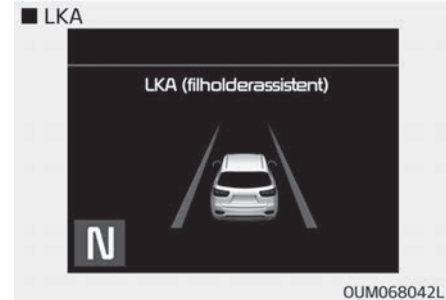 ■ LKA
LKA (filholderassistent)
N
OUM068042L